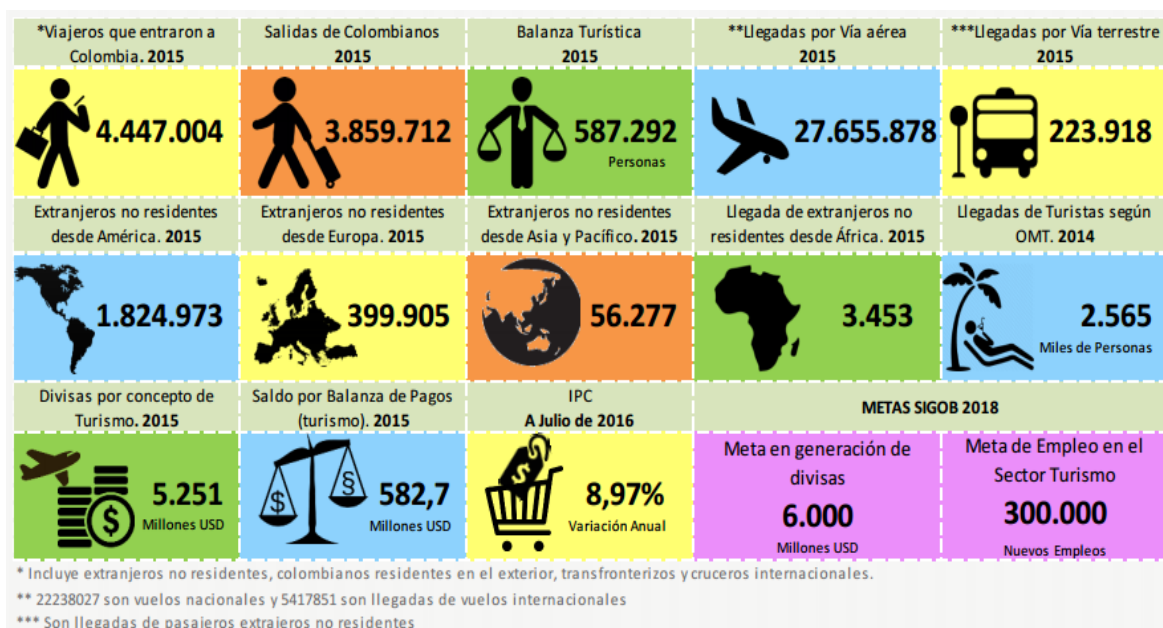 *Viajeros que entraron a
Colombia. 2015
4.447.004
Salidas de Colombianos
2015
3.859.712
Balanza Turística
2015
587.292
Personas
**Llegadas por Vía aérea
2015
27.655.878
***Llegadas por Vía terrestre
2015
223.918
Extranjeros no residentes
desde América. 2015
1.824.973
Extranjeros no residentes
desde Europa. 2015
399.905
Extranjeros no residentes
desde Asia y Pacífico. 2015
56.277
Llegada de extranjeros no
residentes desde África. 2015
3.453
Llegadas de Turistas según
OMT. 2014
2.565
Miles de Personas
Divisas por concepto de
Turismo. 2015
$
5.251
Millones USD
Saldo por Balanza de Pagos
(turismo). 2015
$ §
582,7
Millones USD
IPC
A Julio de 2016
$
8,97%
Variación Anual
METAS SIGOB 2018
Meta en generación de
divisas
6.000
Millones USD
Meta de Empleo en el
Sector Turismo
300.000
Nuevos Empleos
* Incluye extranjeros no residentes, colombianos residentes en el exterior, transfronterizos y cruceros internacionales.
** 22238027 son vuelos nacionales y 5417851 son llegadas de vuelos internacionales
*** Son llegadas de pasajeros extrajeros no residentes